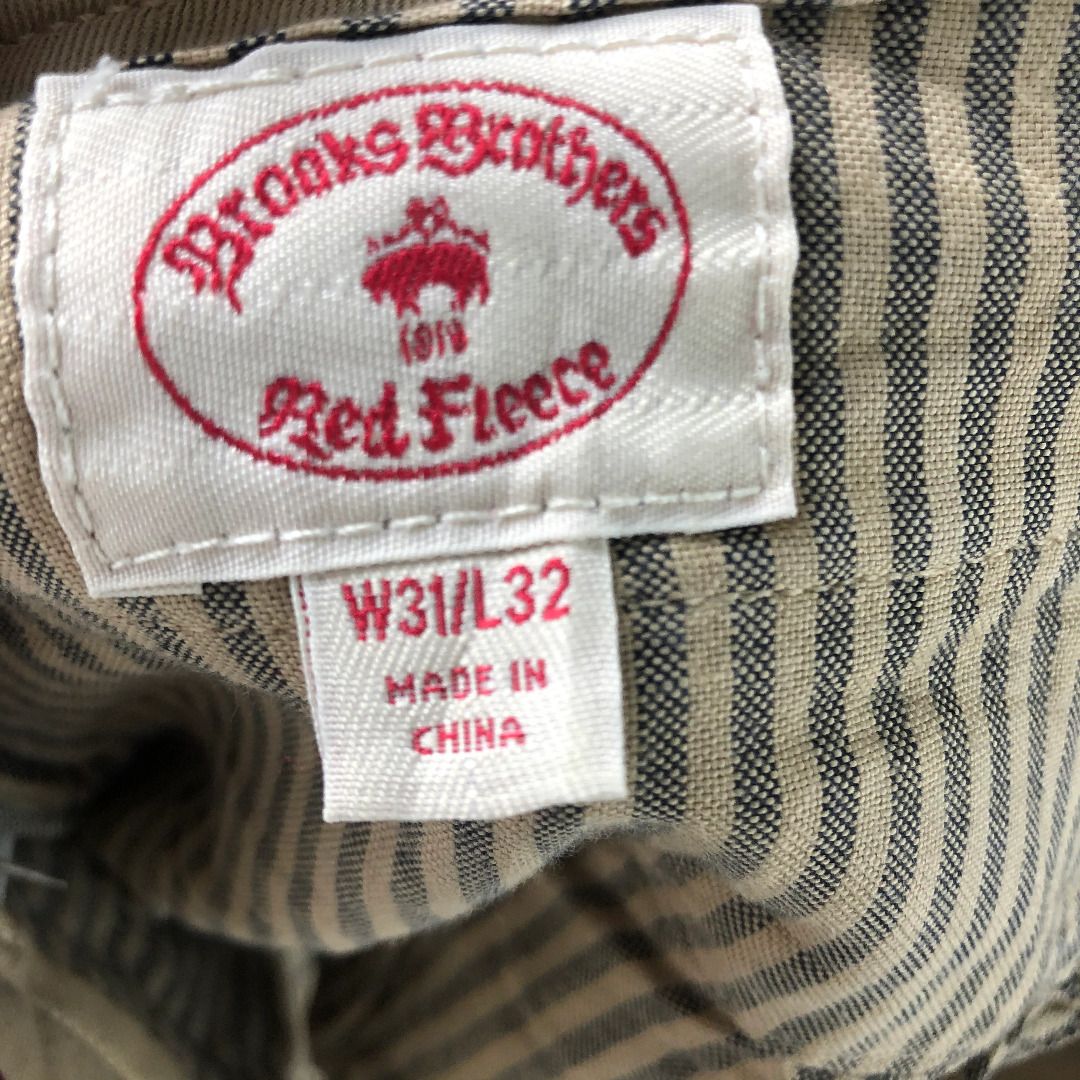 Brooks Brothers
1818
Red Fleece
W31/L32
MADE IN
CHINA